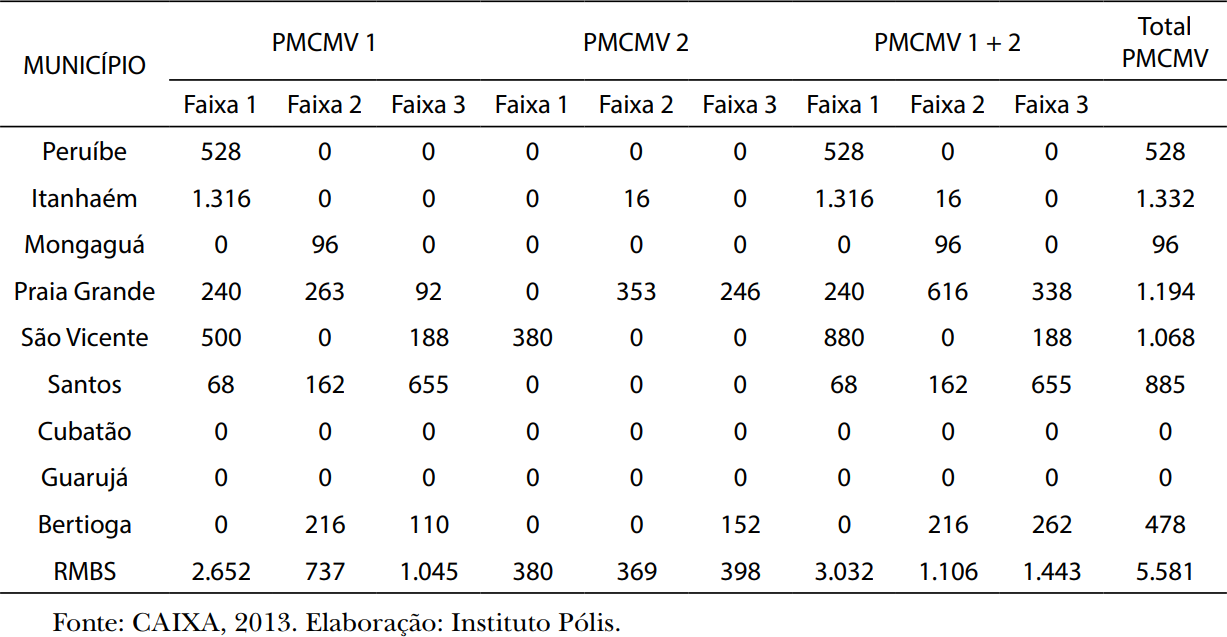 MUNICÍPIO PMCMV 1 PMCMV 2 PMCMV 1 + 2 Total PMCMV
Faixa 1 Faixa 2 Faixa 3 Faixa 1 Faixa 2 Faixa 3 Faixa 1 Faixa 2 Faixa 3
Peruíbe 528 0 0 0 0 0 528 0 0 528
Itanhaém 1.316 0 0 0 16 0 1.316 16 0 1.332
Mongaguá 0 96 0 0 0 0 0 96 0 96
Praia Grande 240 263 92 0 353 246 240 616 338 1.194
São Vicente 500 0 188 380 0 0 880 0 188 1.068
Santos 68 162 655 0 0 0 68 162 655 885
Cubatão 0 0 0 0 0 0 0 0 0 0
Guarujá 0 0 0 0 0 0 0 0 0 0
Bertioga 0 216 110 0 0 152 0 216 262 478
RMBS 2.652 737 1.045 380 369 398 3.032 1.106 1.443 5.581
Fonte: CAIXA, 2013. Elaboração: Instituto Pólis.